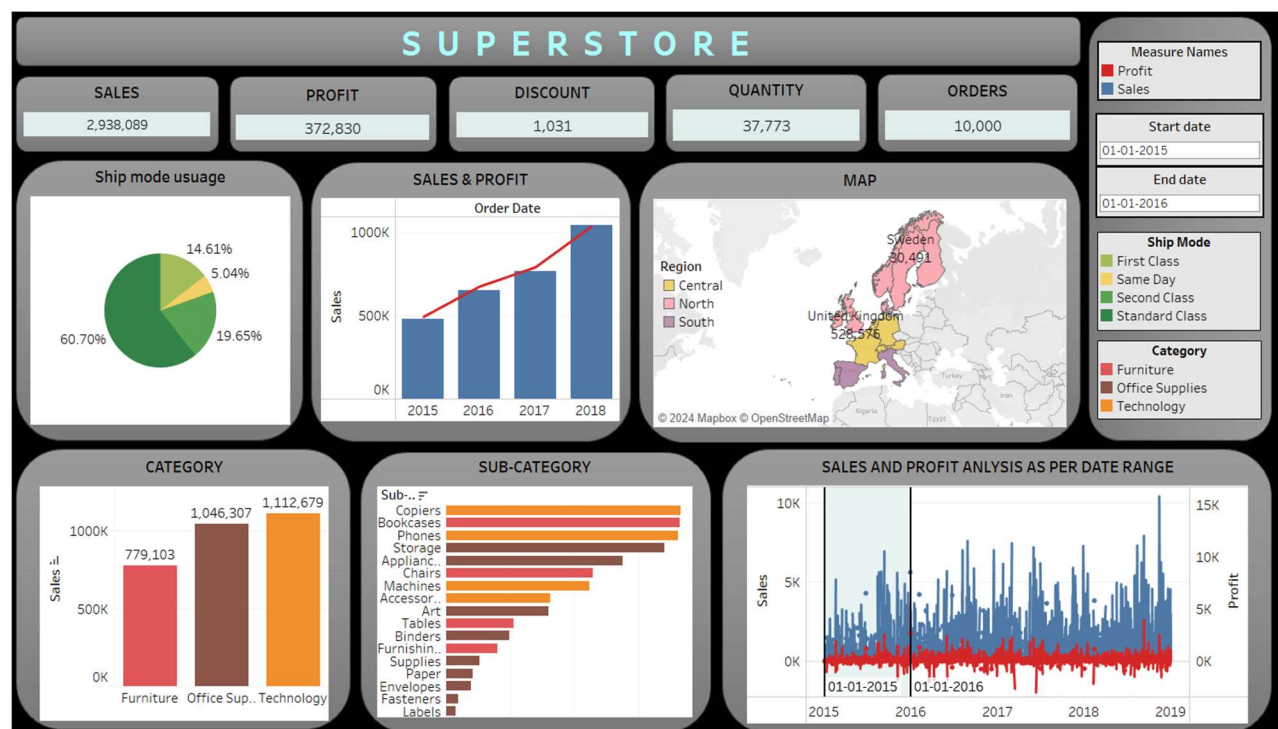 SUPERSTORE
SALES
2,938,089
PROFIT
372,830
DISCOUNT
1,031
QUANTITY
37,773
ORDERS
10,000
Measure Names
Profit
Sales
Start date
01-01-2015
End date
01-01-2016
Ship Mode
First Class
Same Day
Second Class
Standard Class
Category
Furniture
Office Supplies
Technology
Ship mode usuage
14.61%
5.04%
19.65%
60.70%
SALES & PROFIT
Order Date
Sales
1000K
500K
0K
2015 2016 2017 2018
MAP
Region
Central
North
South
Sweden
30,491
United Kingdom
528,576
Turkey
Iran
Algeria
Egypt
© 2024 Mapbox © OpenStreetMap
CATEGORY
Sales
1000K
500K
0K
779,103
1,046,307
1,112,679
Furniture Office Sup.. Technology
SUB-CATEGORY
Sub-..
Copiers
Bookcases
Phones
Storage
Applianc..
Chairs
Machines
Accessor..
Art
Tables
Binders
Furnishin..
Supplies
Paper
Envelopes
Fasteners
Labels
SALES AND PROFIT ANLYSIS AS PER DATE RANGE
Sales
10K
5K
0K
Profit
15K
10K
5K
0K
01-01-2015 01-01-2016
2015 2016 2017 2018 2019